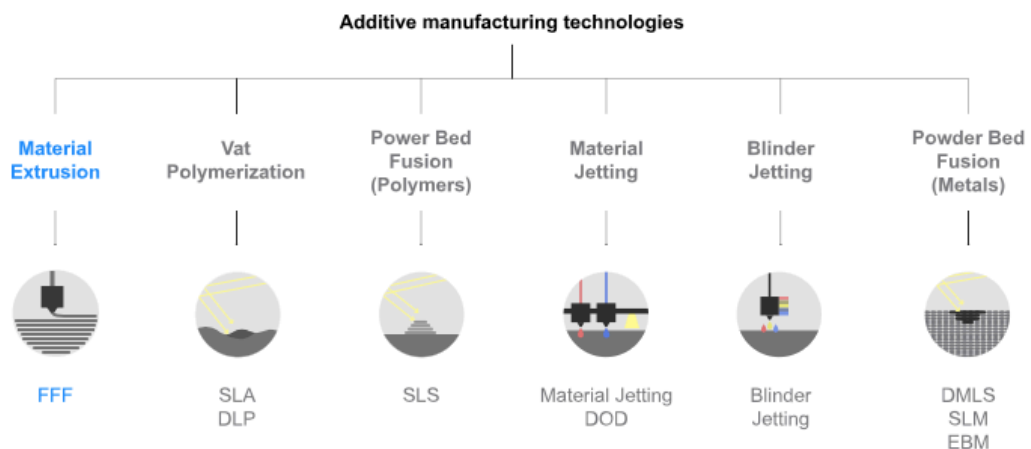 Additive manufacturing technologies
Material
Extrusion
Vat
Polymerization
Power Bed
Fusion
(Polymers)
Material
Jetting
Blinder
Jetting
Powder Bed
Fusion
(Metals)
FFF
SLA
DLP
SLS
Material Jetting
DOD
Blinder
Jetting
DMLS
SLM
EBM